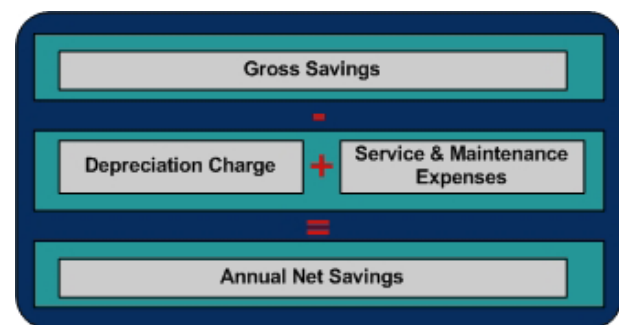 Gross Savings
-
Depreciation Charge + Service & Maintenance
Expenses
=
Annual Net Savings